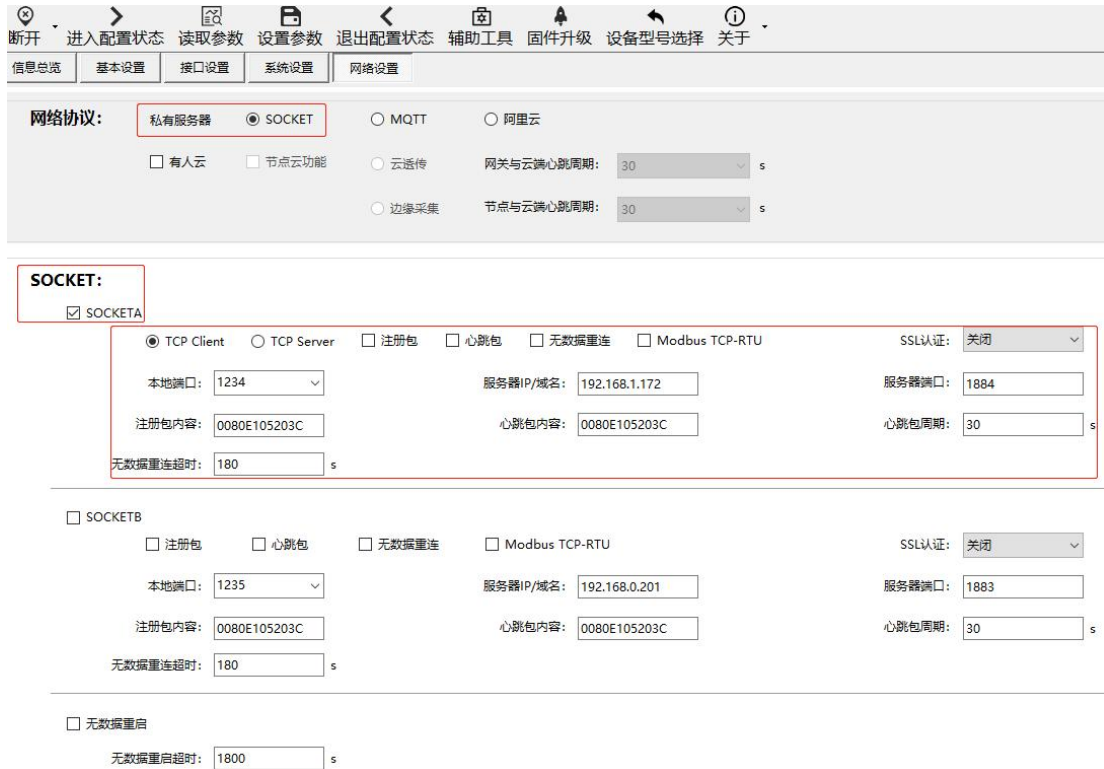 断开 进入配置状态 读取参数 设置参数 退出配置状态 辅助工具 固件升级 设备型号选择 关于
信息总览 基本设置 接口设置 系统设置 网络设置
网络协议： 私有服务器 SOCKET MQTT 阿里云
有人云 节点云功能 云透传 网关与云端心跳周期： 30 s
边缘采集 节点与云端心跳周期： 30 s
SOCKET：
SOCKETA
TCP Client TCP Server 注册包 心跳包 无数据重连 Modbus TCP-RTU SSL认证： 关闭
本地端口： 1234 服务器IP/域名： 192.168.1.172 服务器端口： 1884
注册包内容： 0080E105203C 心跳包内容： 0080E105203C 心跳包周期： 30 s
无数据重连超时： 180 s
SOCKETB
注册包 心跳包 无数据重连 Modbus TCP-RTU SSL认证： 关闭
本地端口： 1235 服务器IP/域名： 192.168.0.201 服务器端口： 1883
注册包内容： 0080E105203C 心跳包内容： 0080E105203C 心跳包周期： 30 s
无数据重连超时： 180 s
无数据重启
无数据重启超时： 1800 s